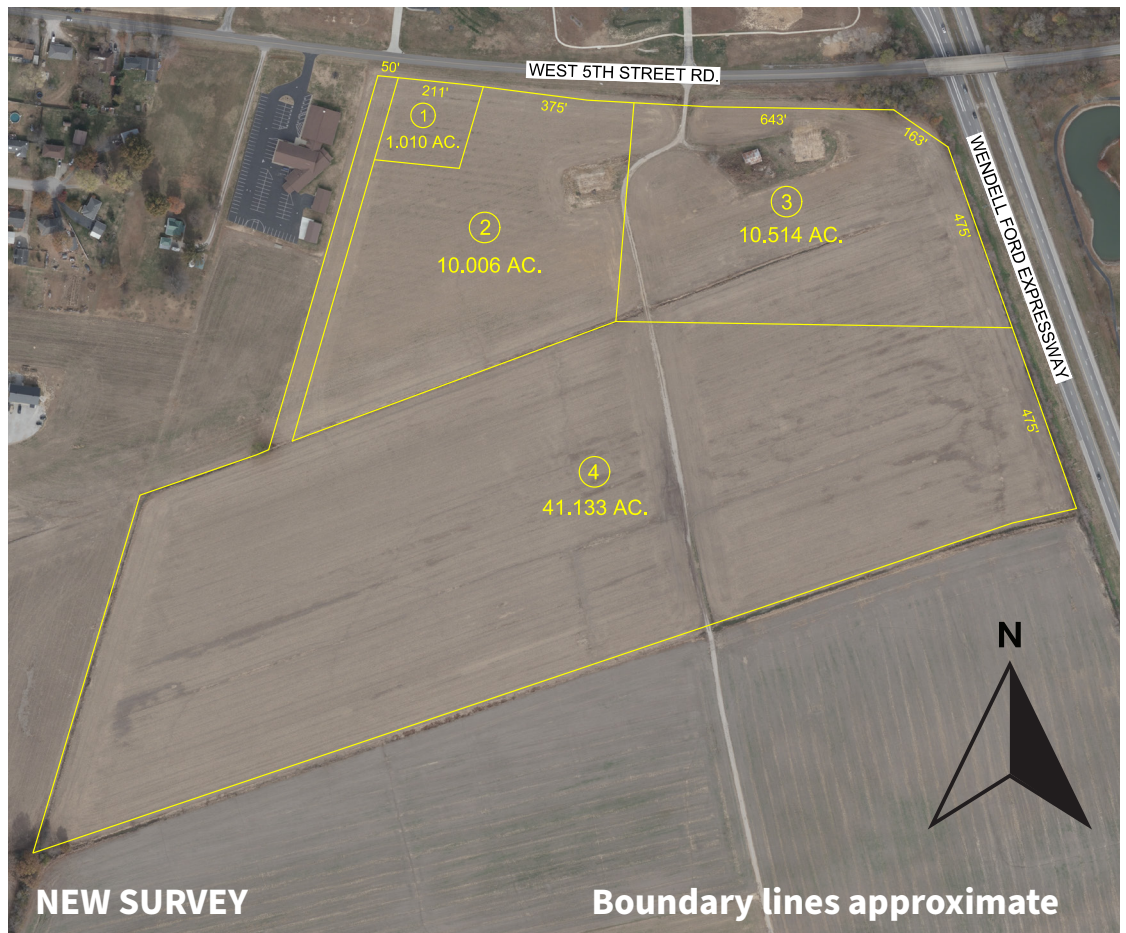 50'
WEST 5TH STREET RD.
211'
375'
643'
163'
1
1.010 AC.
WENDELL FORD EXPRESSWAY
2
10.006 AC.
3
10.514 AC.
475'
475'
4
41.133 AC.
N
NEW SURVEY
Boundary lines approximate